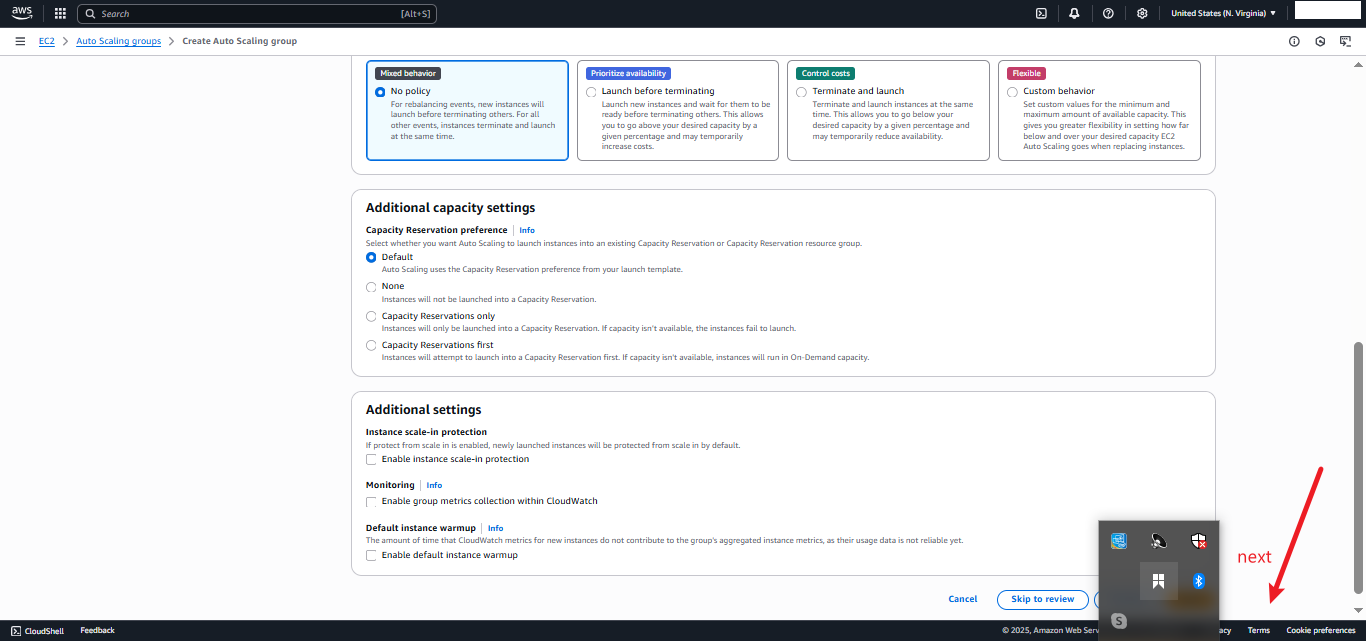 aws
Search
[Alt+S]
United States (N. Virginia)
EC2
Auto Scaling groups
Create Auto Scaling group
Mixed behavior
No policy
For rebalancing events, new instances will
launch before terminating others. For all
other events, instances terminate and launch
at the same time.
Prioritize availability
Launch before terminating
Launch new instances and wait for them to be
ready before terminating others. This allows
you to go above your desired capacity by a
given percentage and may temporarily
increase costs.
Control costs
Terminate and launch
Terminate and launch instances at the same
time. This allows you to go below your
desired capacity by a given percentage and
may temporarily reduce availability.
Flexible
Custom behavior
Set custom values for the minimum and
maximum amount of available capacity. This
gives you greater flexibility in setting how far
below and over your desired capacity EC2
Auto Scaling goes when replacing instances.
Additional capacity settings
Capacity Reservation preference
Info
Select whether you want Auto Scaling to launch instances into an existing Capacity Reservation or Capacity Reservation resource group.
Default
Auto Scaling uses the Capacity Reservation preference from your launch template.
None
Instances will not be launched into a Capacity Reservation.
Capacity Reservations only
Instances will only be launched into a Capacity Reservation. If capacity isn't available, the instances fail to launch.
Capacity Reservations first
Instances will attempt to launch into a Capacity Reservation first. If capacity isn't available, instances will run in On-Demand capacity.
Additional settings
Instance scale-in protection
If protect from scale in is enabled, newly launched instances will be protected from scale in by default.
Enable instance scale-in protection
Monitoring
Info
Enable group metrics collection within CloudWatch
Default instance warmup
Info
The amount of time that CloudWatch metrics for new instances do not contribute to the group's aggregated instance metrics, as their usage data is not reliable yet.
Enable default instance warmup
next
Cancel
Skip to review
CloudShell
Feedback
© 2025, Amazon Web Serv
acy
Terms
Cookie preferences